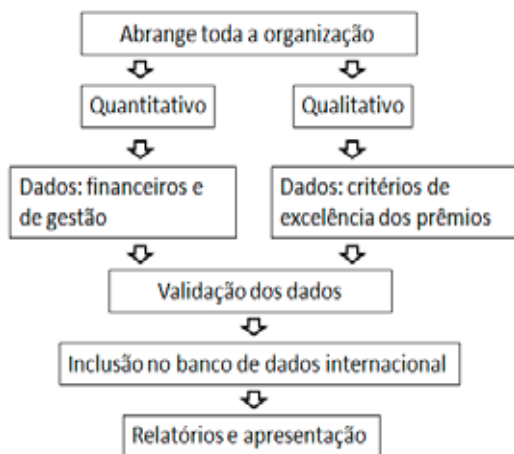 Abrange toda a organização
Quantitativo
Qualitativo
Dados: financeiros e
de gestão
Dados: critérios de
excelência dos prêmios
Validação dos dados
Inclusão no banco de dados internacional
Relatórios e apresentação